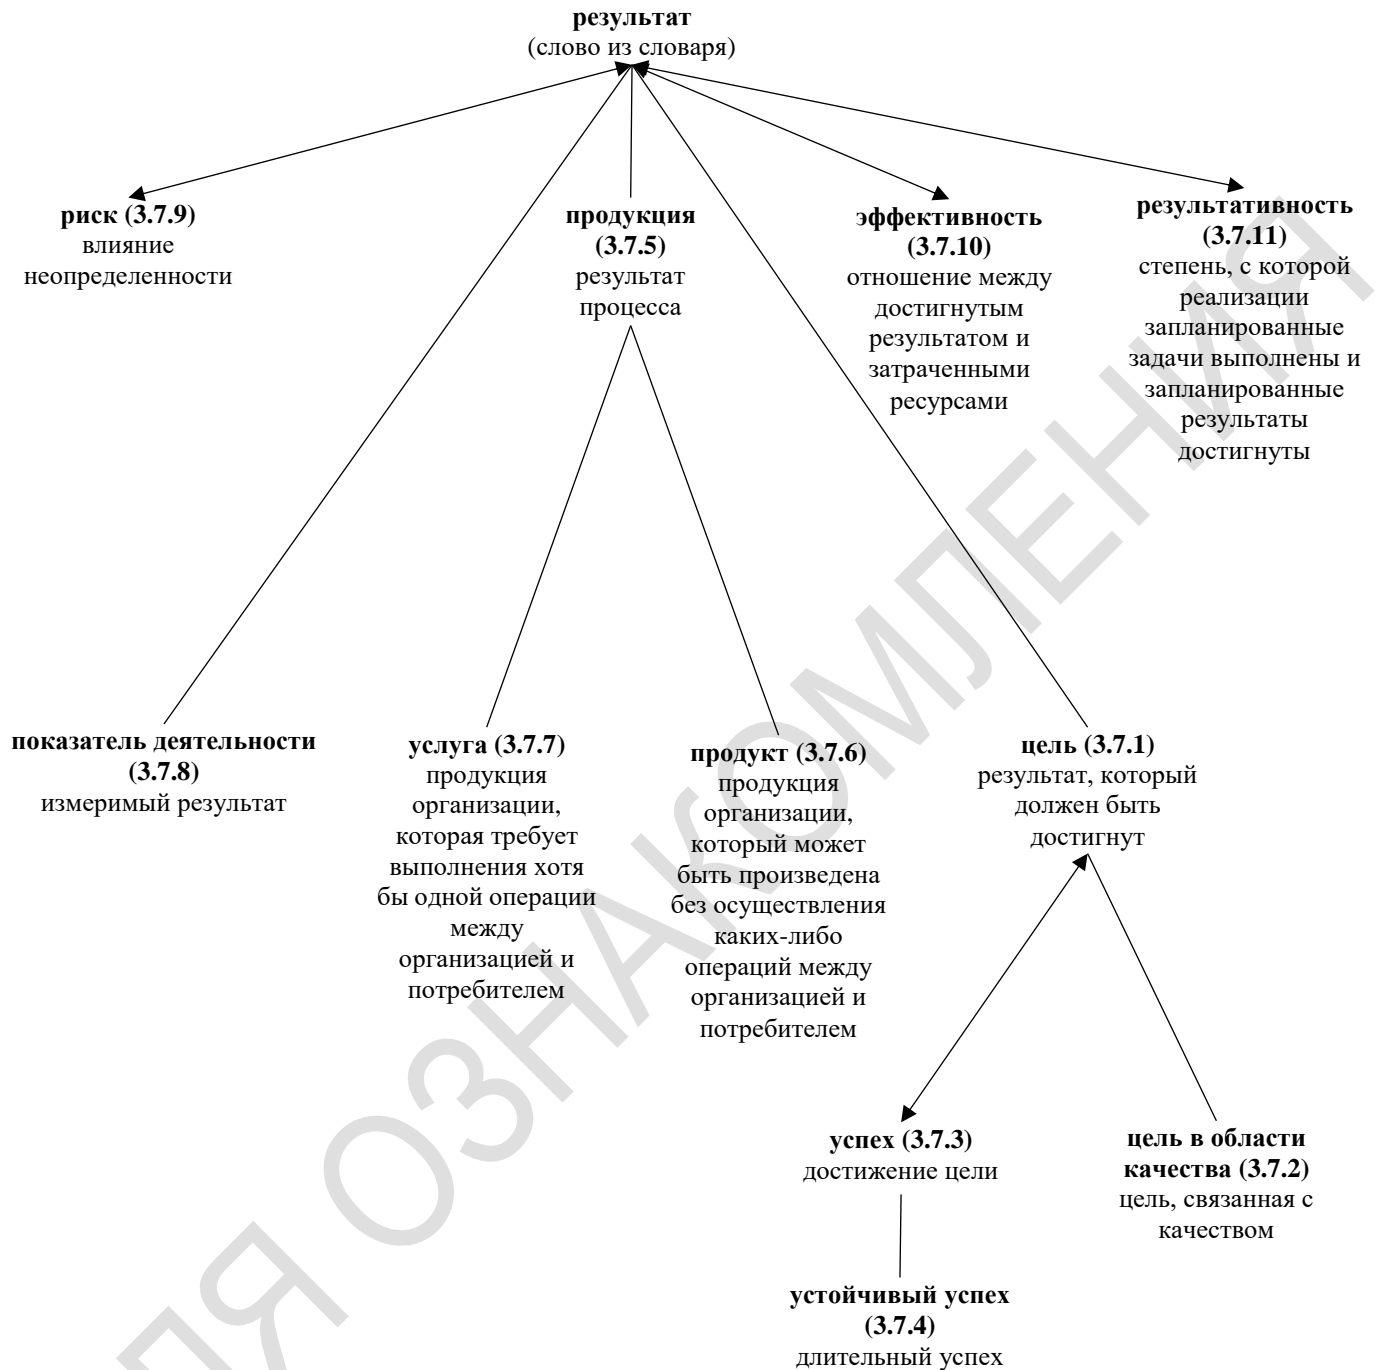 результат
(слово из словаря)
риск (3.7.9)
влияние
неопределенности
продукция
(3.7.5)
результат
процесса
эффективность
(3.7.10)
отношение между
достигнутым
результатом и
затраченными
ресурсами
результативность
(3.7.11)
степень, с которой
реализации
запланированные
задачи выполнены и
запланированные
результаты
достигнуты
показатель деятельности
(3.7.8)
измеримый результат
услуга (3.7.7)
продукция
организации,
которая требует
выполнения хотя
бы одной операции
между
организацией и
потребителем
продукт (3.7.6)
продукция
организации,
который может
быть произведена
без осуществления
каких-либо
операций между
организацией и
потребителем
цель (3.7.1)
результат, который
должен быть
достигнут
успех (3.7.3)
достижение цели
цель в области
качества (3.7.2)
цель, связанная с
качеством
устойчивый успех
(3.7.4)
длительный успех
ЛЯ ОЗНАКОМЛЕНИЯ